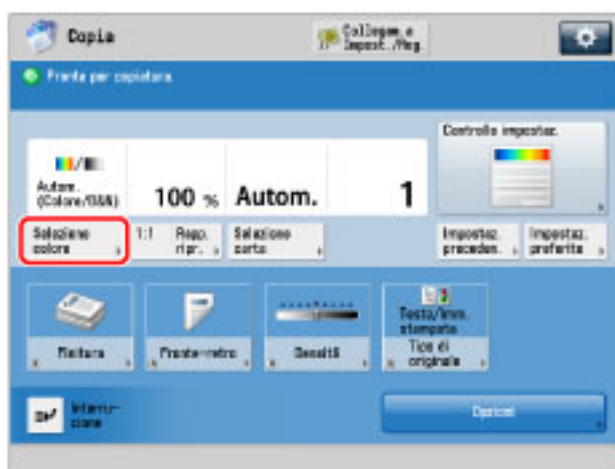 Copia
Collegam.a
Impost./Reg.
Pronta per copiatura
Controllo impostaz.
Autom.
(Colore/B&N)
100 %
Autom.
1
Selezione
colore
1:1 Rapp.
ripr.
Selezione
carta
Impostaz.
preceden.
Impostaz.
preferite
Testo/Imm.
stampata
Finitura
Fronte-retro
Densità
Tipo di
originale
Interru-
zione
Opzioni